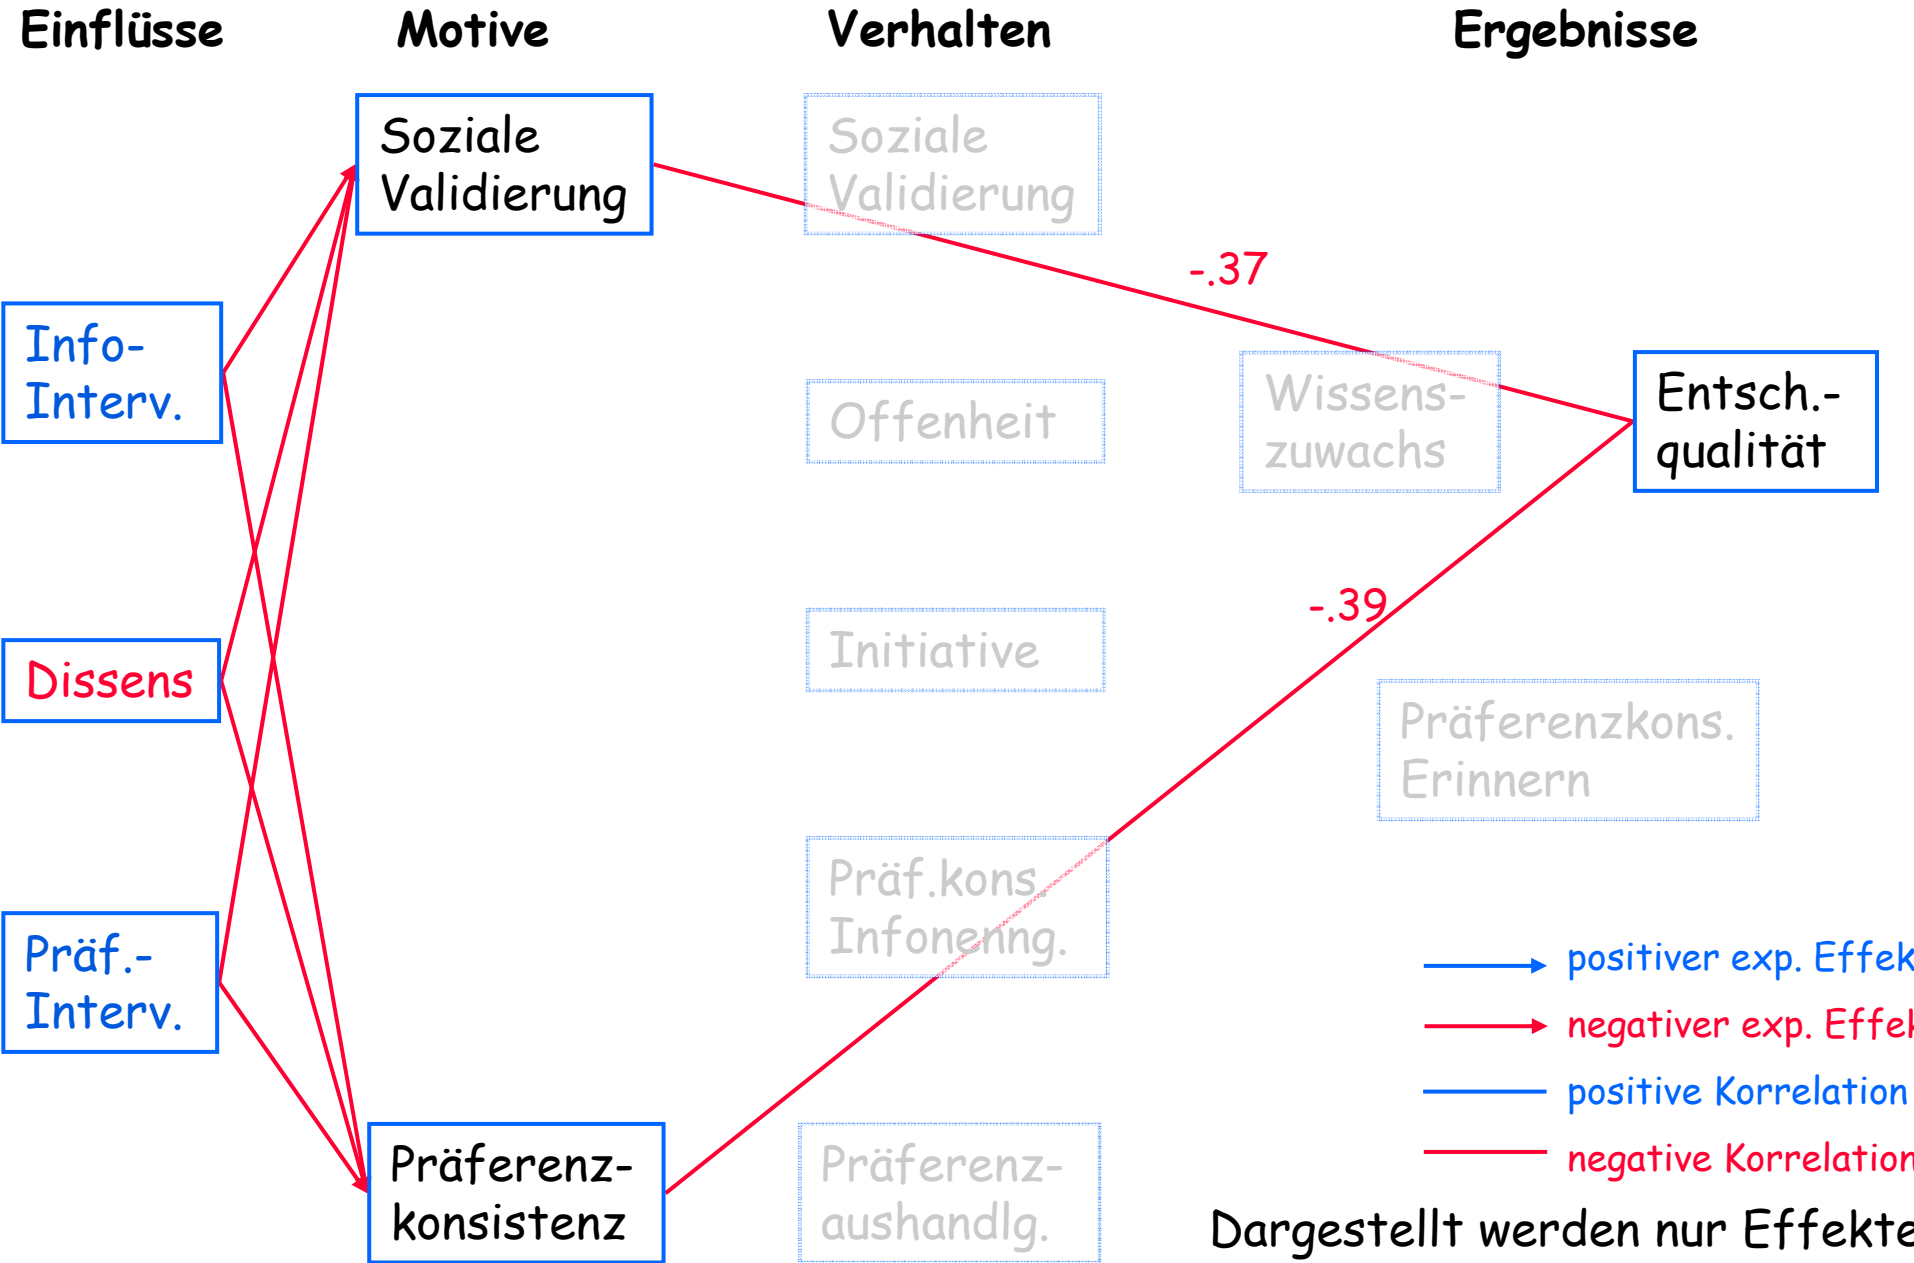 Einflüsse Motive Verhalten Ergebnisse
Soziale
Validierung
Soziale
Validierung
-.37
Info-
Interv.
Offenheit
Wissens-
zuwachs
Entsch.-
qualität
-.39
Dissens
Initiative
Präferenzkons.
Erinnern
Präf.kons.
Infonenng.
Präf.-
Interv.
positiver exp. Effek
negativer exp. Effek
positive Korrelation
negative Korrelation
Präferenz-
konsistenz
Präferenz-
aushandlg.
Dargestellt werden nur Effekte